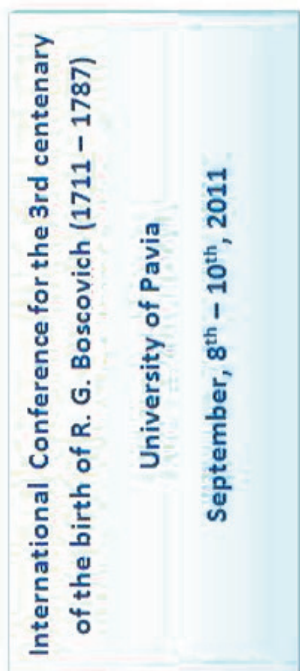 International Conference for the 3rd centenary
of the birth of R. G. Boscovich (1711 – 1787)
University of Pavia
September, 8th – 10th, 2011